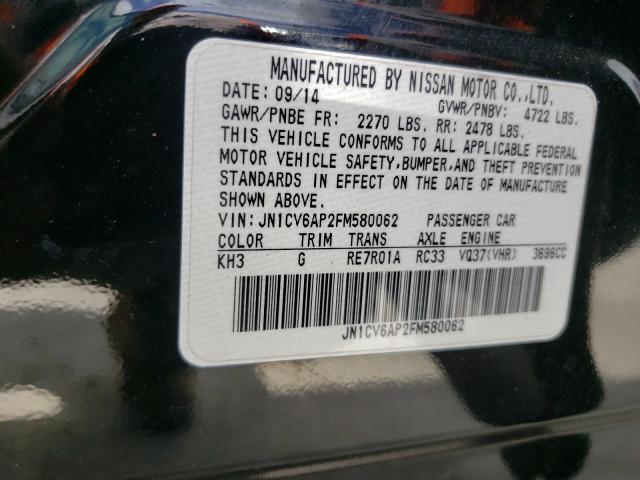 MANUFACTURED BY NISSAN MOTOR CO.,LTD.
DATE: 09/14 GVWR/PNBV: 4722 LBS.
GAWR/PNBE FR: 2270 LBS. RR: 2478 LBS.
THIS VEHICLE CONFORMS TO ALL APPLICABLE FEDERAL
MOTOR VEHICLE SAFETY,BUMPER,AND THEFT PREVENTION
STANDARDS IN EFFECT ON THE DATE OF MANUFACTURE
SHOWN ABOVE.
VIN: JN1CV6AP2FM580062 PASSENGER CAR
COLOR TRIM TRANS AXLE ENGINE
KH3 G RE7R01A RC33 VQ37(VHR) 3696CC
JN1CV6AP2FM580062